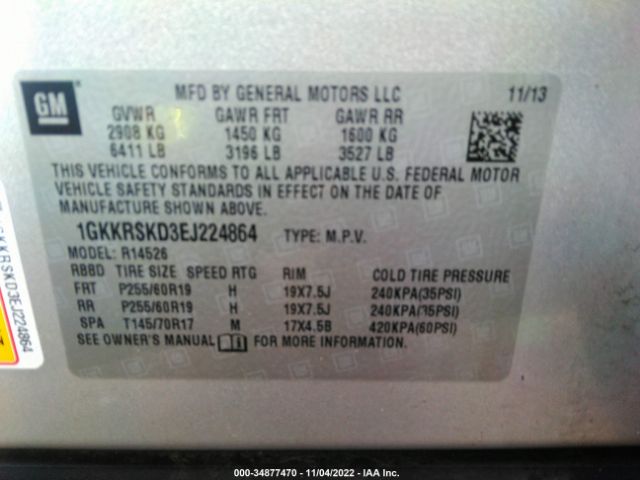 GM
MFD BY GENERAL MOTORS LLC 11/13
GVWR GAWR FRT GAWR RR
2908 KG 1450 KG 1600 KG
6411 LB 3196 LB 3527 LB
THIS VEHICLE CONFORMS TO ALL APPLICABLE U.S. FEDERAL MOTOR
VEHICLE SAFETY STANDARDS IN EFFECT ON THE DATE OF
MANUFACTURE SHOWN ABOVE.
1GKKRSKD3EJ224864 TYPE: M.P.V.
MODEL: R14526
RBBD TIRE SIZE SPEED RTG RIM COLD TIRE PRESSURE
FRT P255/60R19 H 19X7.5J 240KPA(35PSI)
RR P255/60R19 H 19X7.5J 240KPA(35PSI)
SPA T145/70R17 M 17X4.5B 420KPA(60PSI)
SEE OWNER'S MANUAL FOR MORE INFORMATION.
KKRSKD3EJ224864
000-34877470 - 11/04/2022 - IAA Inc.